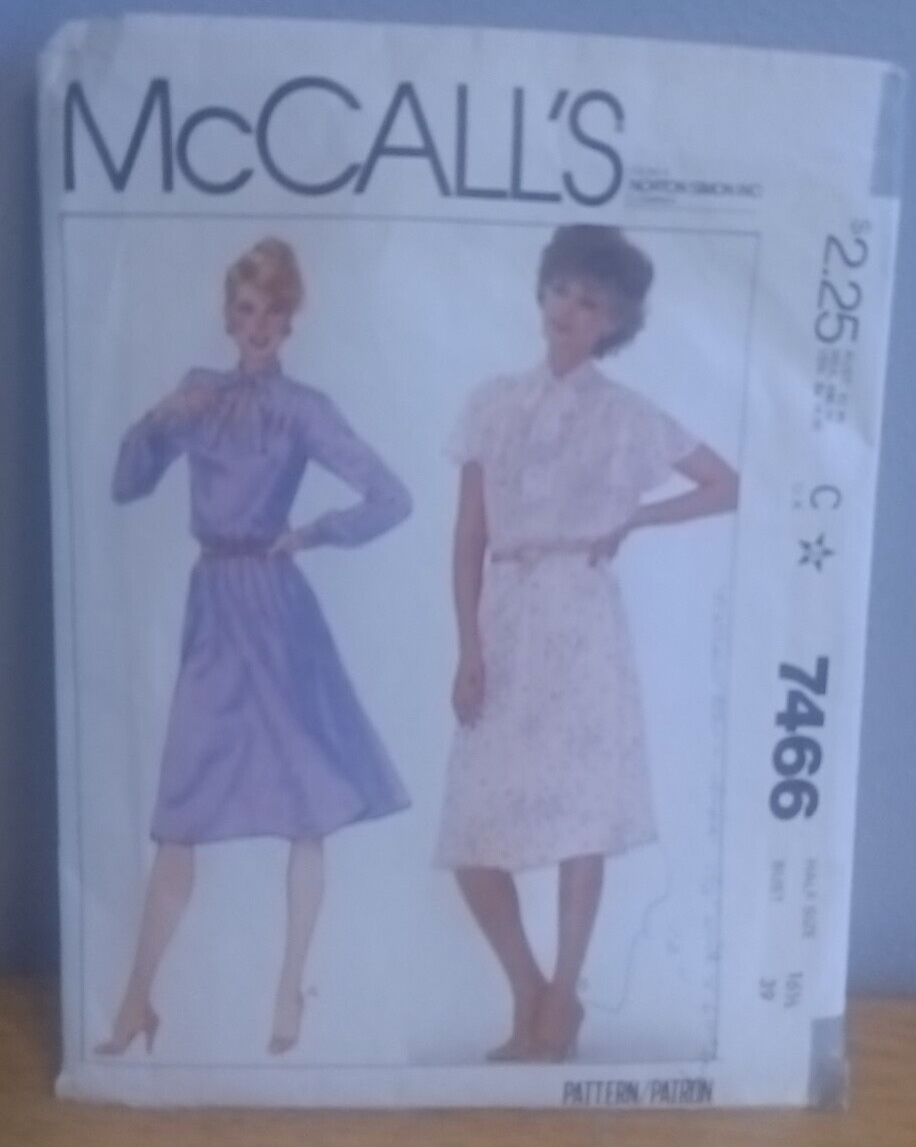 McCALL'S
NORTON SIMON INC
$2.25
C
7466
HALF SIZE 16½
BUST 39
PATTERN/PATRON